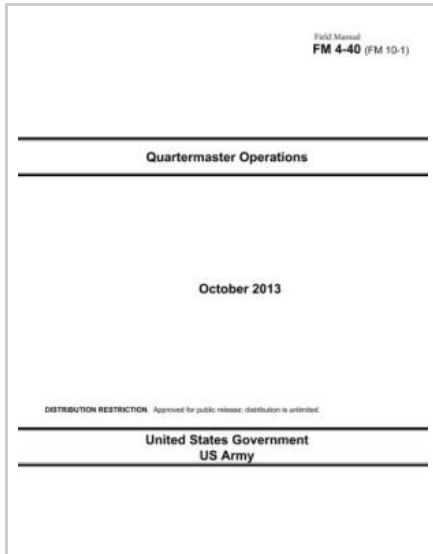 Field Manual
FM 4-40 (FM 10-1)
Quartermaster Operations
October 2013
DISTRIBUTION RESTRICTION. Approved for public release; distribution is unlimited.
United States Government
US Army